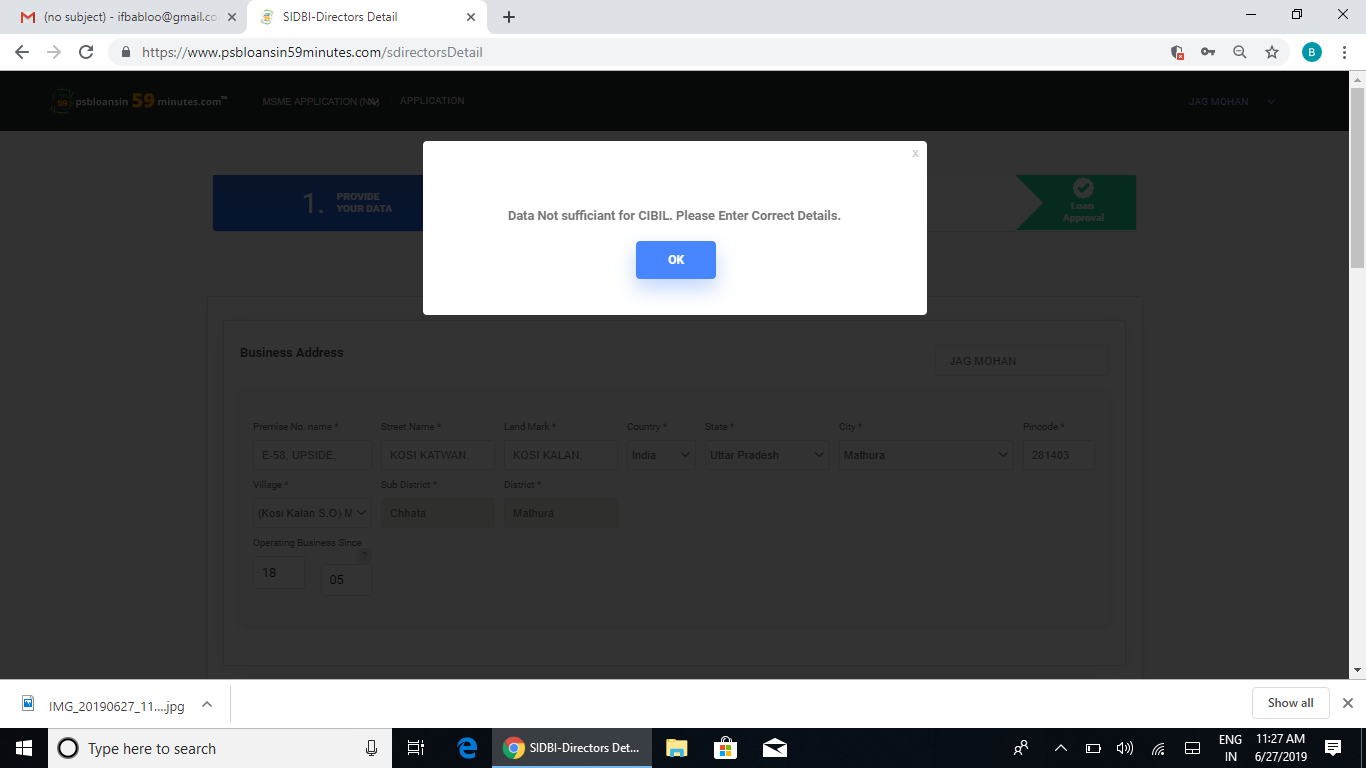 (no subject) - ifbabloo@gmail.co
SIDBI-Directors Detail
https://www.psbloansin59minutes.com/sdirectorsDetail
B
psbloansin 59 minutes.com™
MSME APPLICATION (NA)
APPLICATION
JAG MOHAN
x
Data Not sufficiant for CIBIL. Please Enter Correct Details.
OK
1. PROVIDE
YOUR DATA
Loan
Approval
Business Address
JAG MOHAN
Premise No. name * Street Name * Land Mark * Country * State * City * Pincode *
E-58, UPSIDE, KOSI KATWAN, KOSI KALAN, India Uttar Pradesh Mathura 281403
Village * Sub District * District *
(Kosi Kalan S.O) M Chhata Mathura
Operating Business Since
?
18 05
IMG_20190627_11....jpg
Show all
Type here to search
SIDBI-Directors Det...
ENG
IN
11:27 AM
6/27/2019